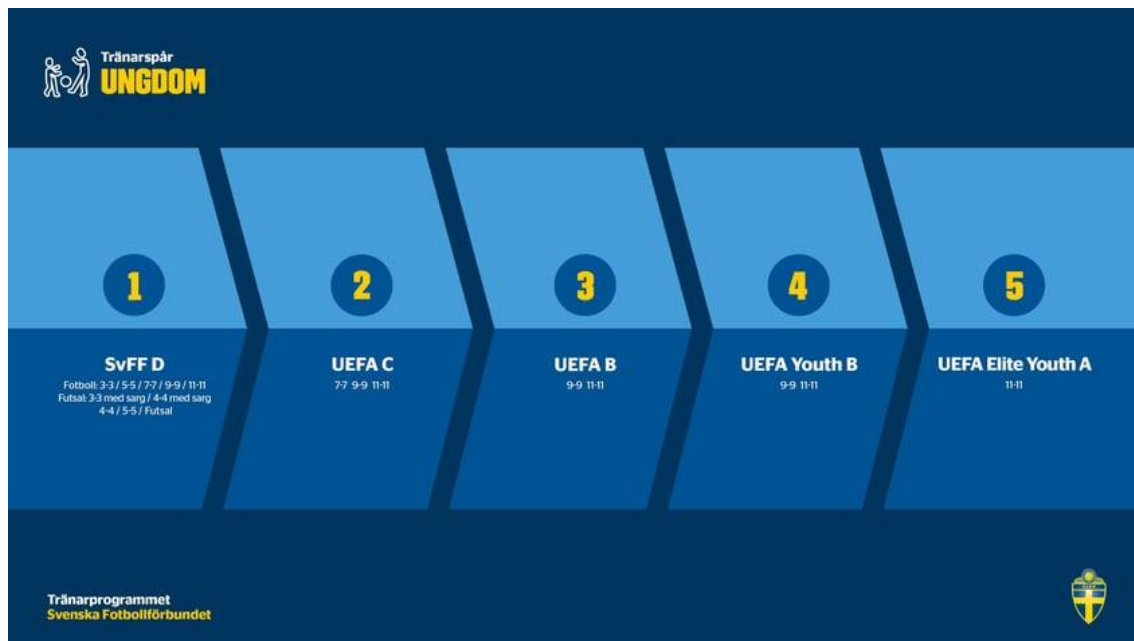 Tränarspår
UNGDOM
1
SvFF D
Fotboll: 3-3 / 5-5 / 7-7 / 9-9 / 11-11
Futsal: 3-3 med sarg / 4-4 med sarg
4-4 / 5-5 / Futsal
2
UEFA C
7-7 9-9 11-11
3
UEFA B
9-9 11-11
4
UEFA Youth B
9-9 11-11
5
UEFA Elite Youth A
11-11
Tränarprogrammet
Svenska Fotbollförbundet